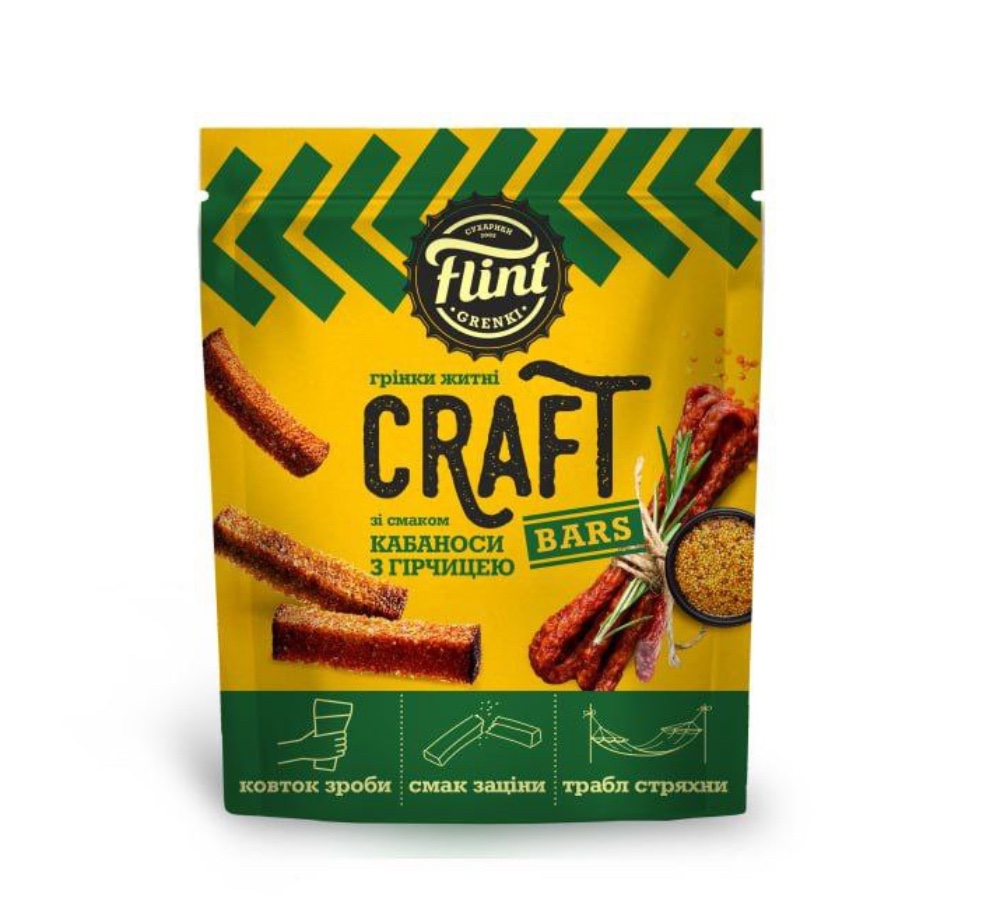 СУХАРИКИ
flint
• GRENKI •
грінки житні
CRAFT
BARS
зі смаком
КАБАНОСИ
З ГІРЧИЦЕЮ
ковток зроби
смак заціни
трабл стряхни